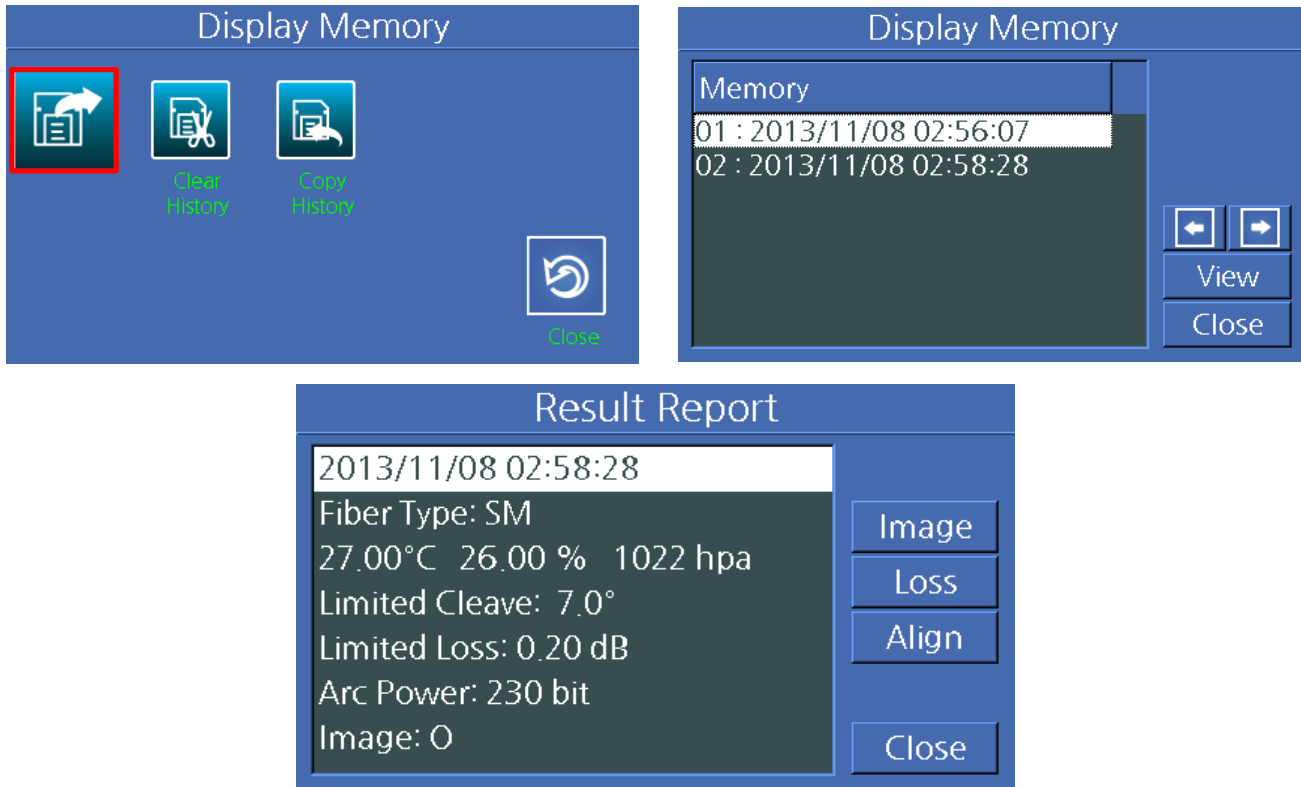 Display Memory
Clear
History
Copy
History
Close
Display Memory
Memory
01 : 2013/11/08 02:56:07
02 : 2013/11/08 02:58:28
View
Close
Result Report
2013/11/08 02:58:28
Fiber Type: SM
27.00°C 26.00 % 1022 hpa
Limited Cleave: 7.0°
Limited Loss: 0.20 dB
Arc Power: 230 bit
Image: O
Image
Loss
Align
Close